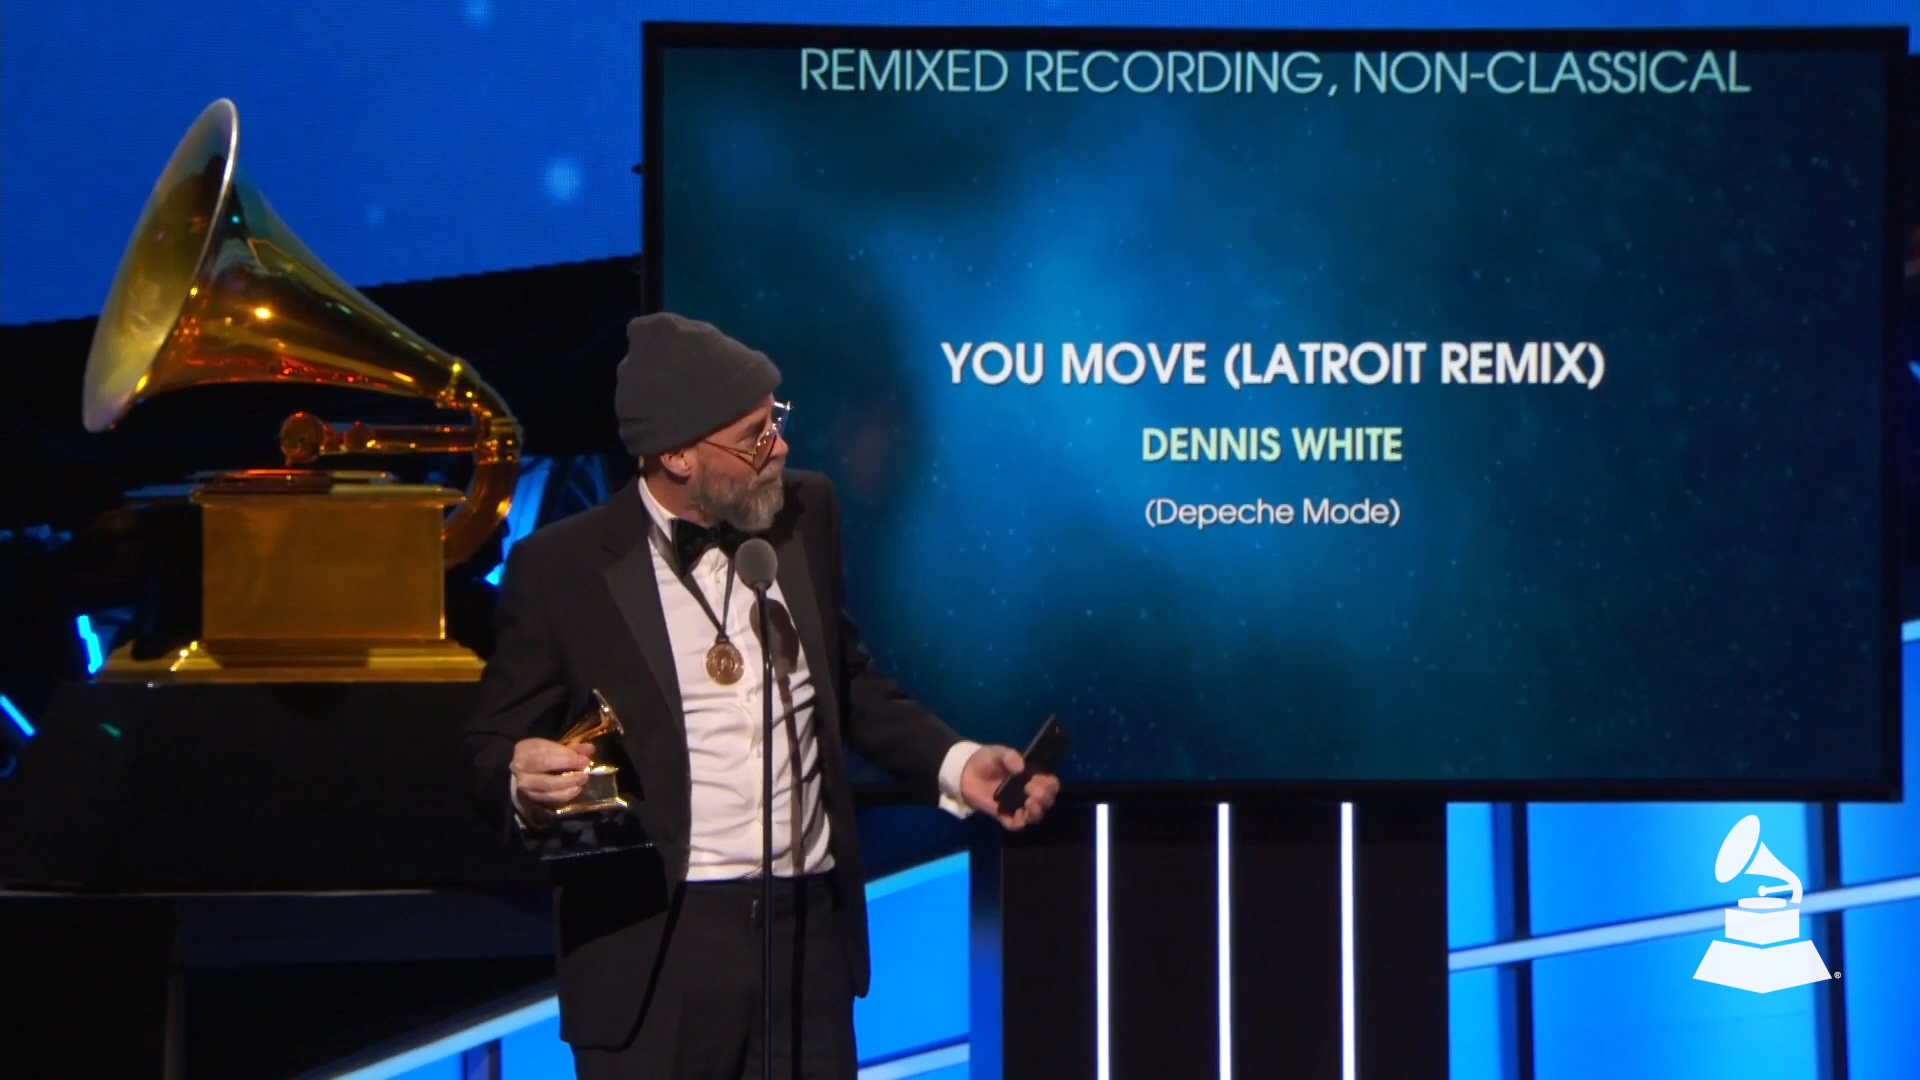 REMIXED RECORDING, NON-CLASSICAL
YOU MOVE (LATROIT REMIX)
DENNIS WHITE
(Depeche Mode)
®